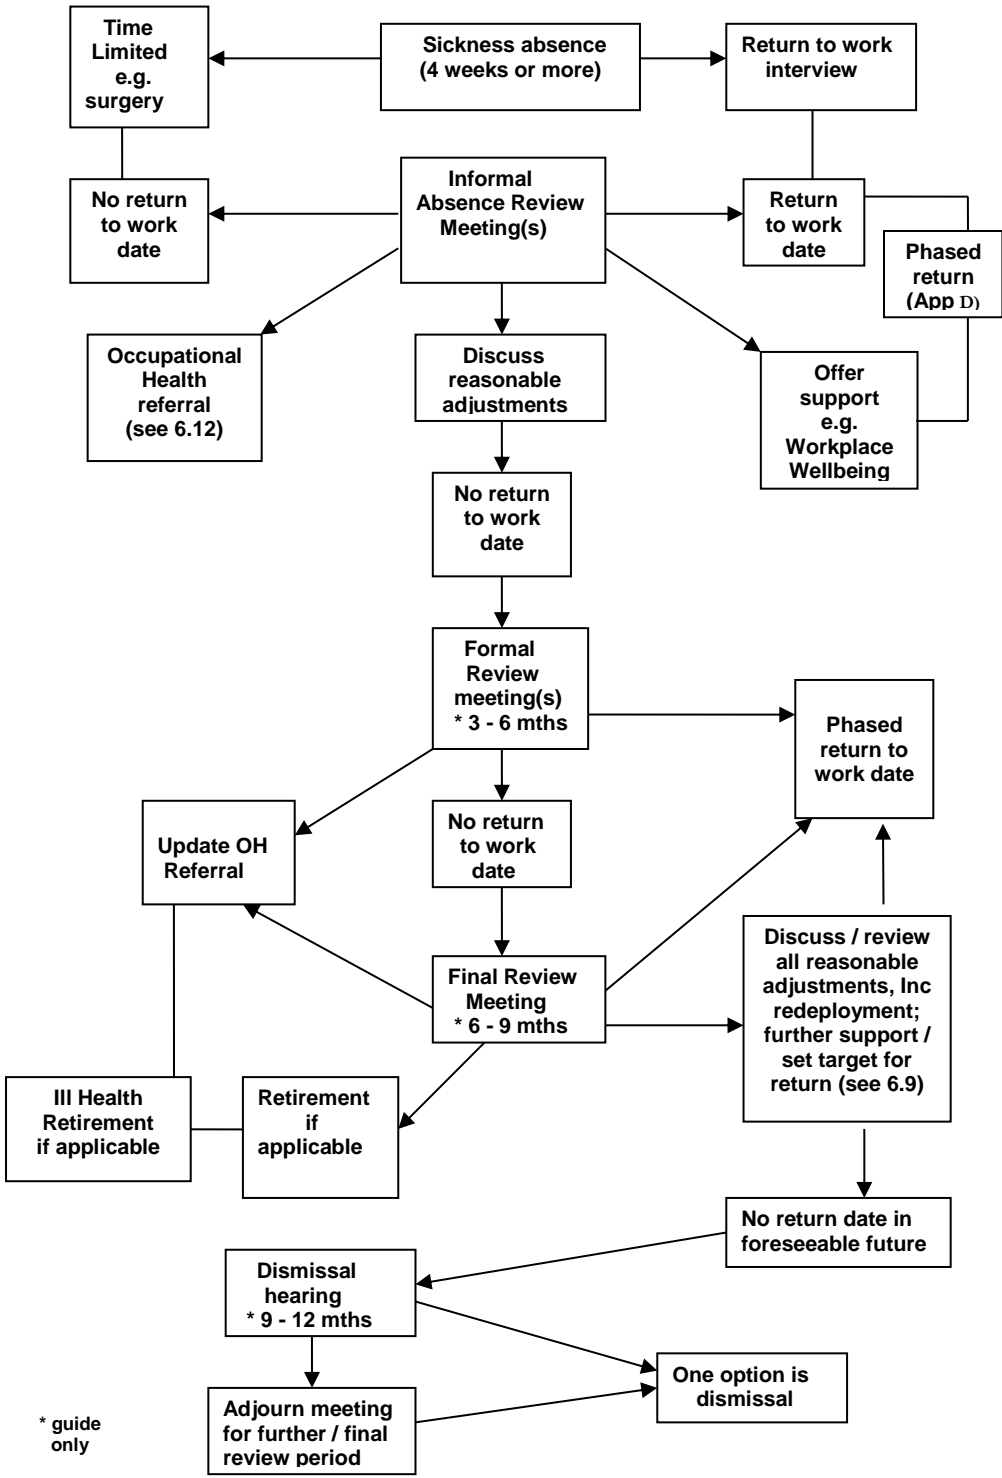 Time
Limited
e.g.
surgery
Sickness absence
(4 weeks or more)
Return to work
interview
No return
to work
date
Informal
Absence Review
Meeting(s)
Return
to work
date
Phased
return
(App D)
Occupational
Health
referral
(see 6.12)
Discuss
reasonable
adjustments
Offer
support
e.g.
Workplace
Wellbeing
No return
to work
date
Formal
Review
meeting(s)
* 3 - 6 mths
Phased
return to
work date
Update OH
Referral
No return
to work
date
Final Review
Meeting
* 6 - 9 mths
Discuss / review
all reasonable
adjustments, Inc
redeployment;
further support /
set target for
return (see 6.9)
Ill Health
Retirement
if applicable
Retirement
if
applicable
No return date in
foreseeable future
Dismissal
hearing
* 9 - 12 mths
One option is
dismissal
Adjourn meeting
for further / final
review period
* guide
only